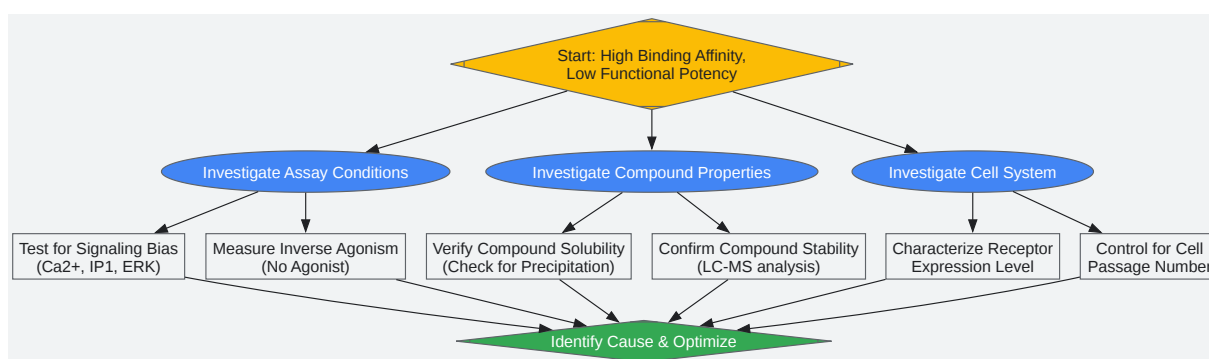 Start: High Binding Affinity,
Low Functional Potency
Investigate Assay Conditions
Investigate Compound Properties
Investigate Cell System
Test for Signaling Bias
(Ca2+, IP1, ERK)
Measure Inverse Agonism
(No Agonist)
Verify Compound Solubility
(Check for Precipitation)
Confirm Compound Stability
(LC-MS analysis)
Characterize Receptor
Expression Level
Control for Cell
Passage Number
Identify Cause & Optimize